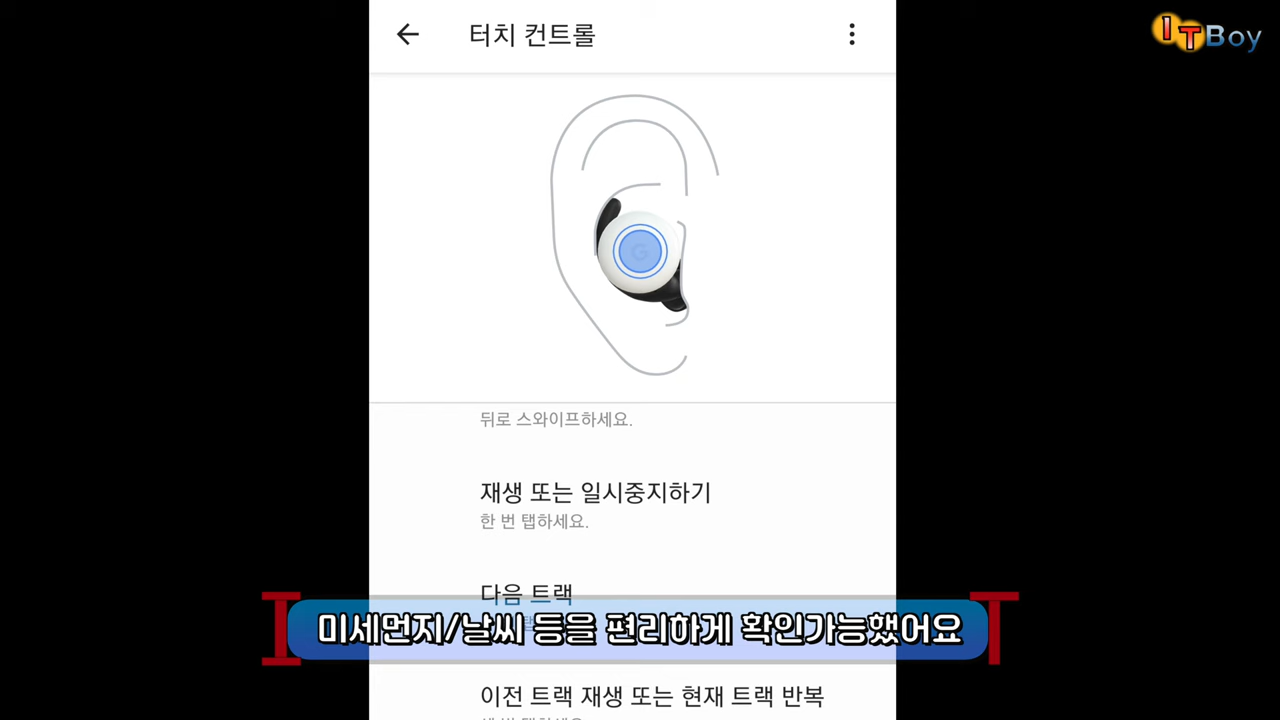 터치 컨트롤
ITBoy
G
뒤로 스와이프하세요.
재생 또는 일시중지하기
한 번 탭하세요.
다음 트랙
미세먼지/날씨 등을 편리하게 확인가능했어요
이전 트랙 재생 또는 현재 트랙 반복